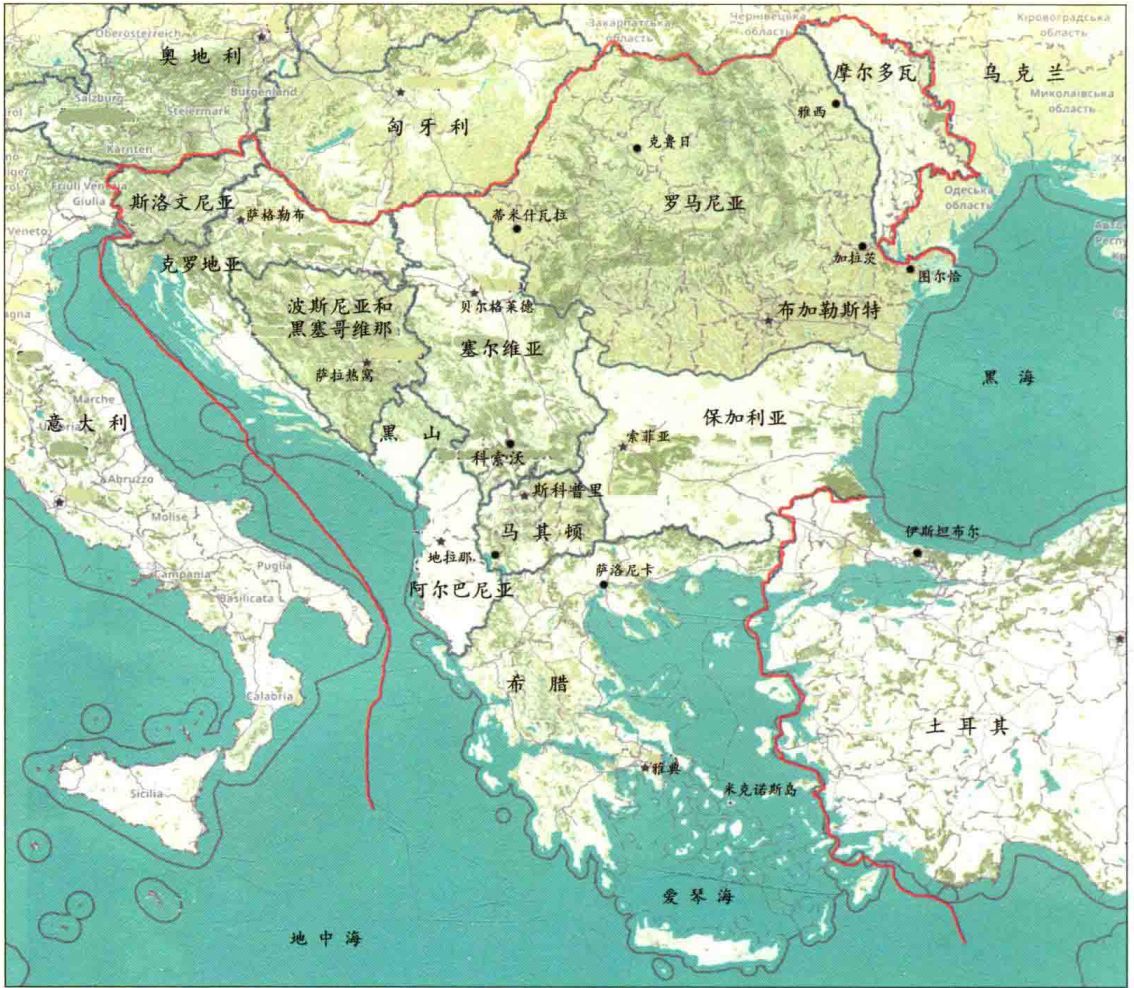 Закарпатська
область
Чернівецька
область
Кіровоградська
область
Oberösterreich
奥地利
Burgenland
Salzburg
Steiermark
Kärnten
匈牙利
摩尔多瓦
乌克兰
Миколаївська
область
雅西
克鲁日
Friuli Venezia
Giulia
斯洛文尼亚
Veneto
萨格勒布
蒂米什瓦拉
罗马尼亚
Одеська
область
克罗地亚
加拉茨
图尔恰
波斯尼亚和
黑塞哥维那
贝尔格莱德
布加勒斯特
塞尔维亚
萨拉热窝
黑海
Marche
意大利
黑山
保加利亚
索菲亚
科索沃
Abruzzo
斯科普里
Molise
马其顿
伊斯坦布尔
地拉那
Puglia
Campania
萨洛尼卡
阿尔巴尼亚
Basilicata
希腊
Calabria
土耳其
雅典
米克诺斯岛
Sicilia
爱琴海
地中海